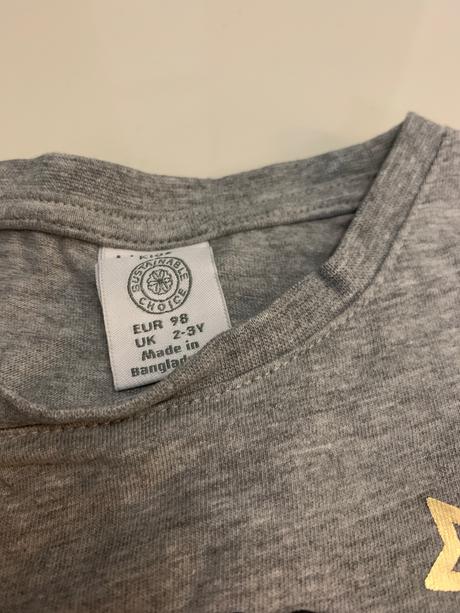 SUSTAINABLE
CHOICE
EUR 98
UK 2-3Y
Made in